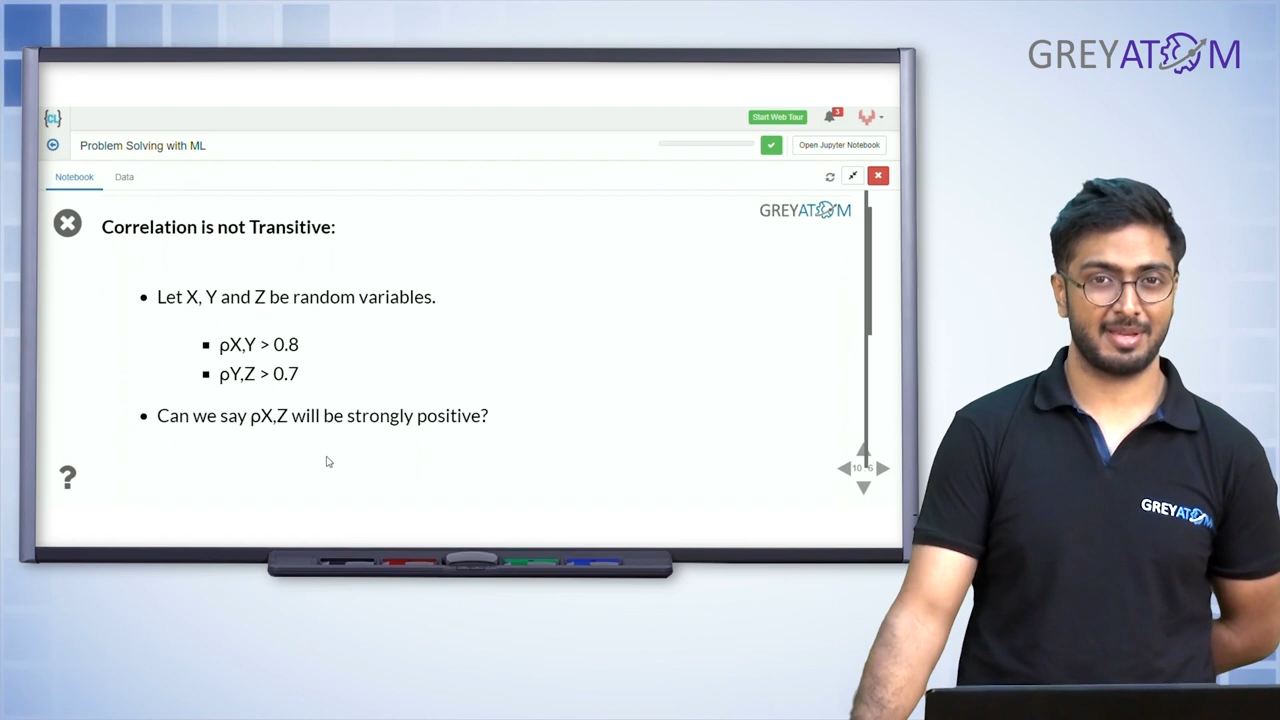 GREYATOM
{CL}
Start Web Tour
3
Problem Solving with ML
Open Jupyter Notebook
Notebook
Data
GREYATOM
Correlation is not Transitive:
• Let X, Y and Z be random variables.
▪ ρX,Y > 0.8
▪ ρY,Z > 0.7
• Can we say ρX,Z will be strongly positive?
?
GREYATOM